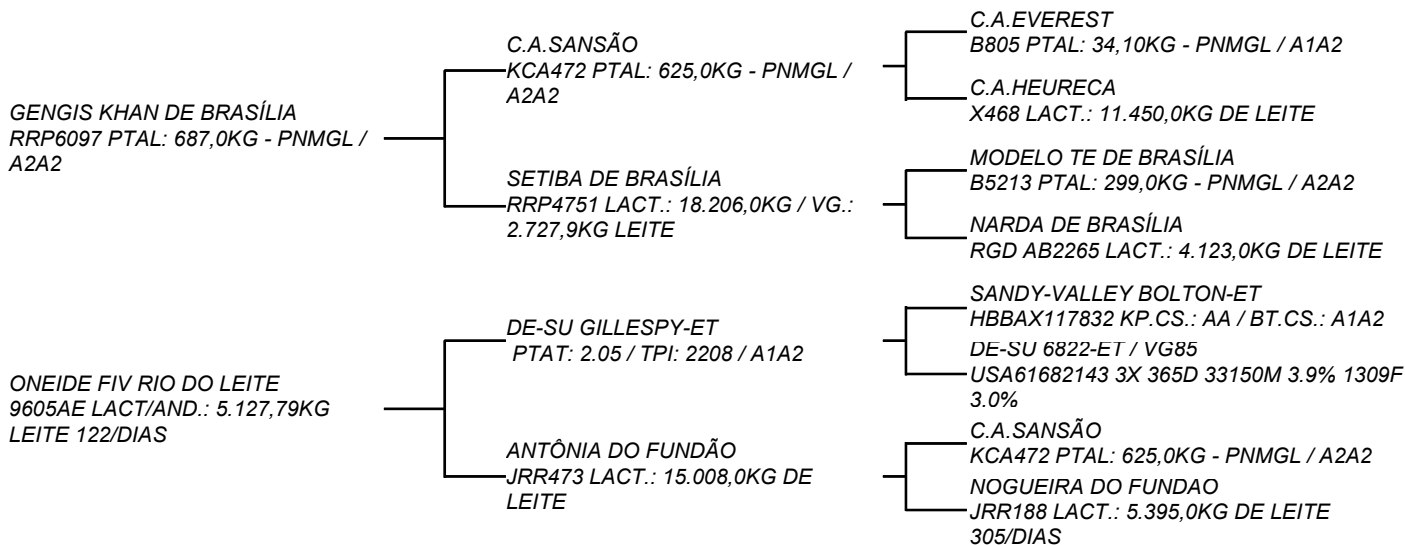 GENGIS KHAN DE BRASÍLIA
RRP6097 PTAL: 687,0KG - PNMGL /
A2A2
C.A.SANSÃO
KCA472 PTAL: 625,0KG - PNMGL /
A2A2
C.A.EVEREST
B805 PTAL: 34,10KG - PNMGL / A1A2
C.A.HEURECA
X468 LACT.: 11.450,0KG DE LEITE
SETIBA DE BRASÍLIA
RRP4751 LACT.: 18.206,0KG / VG.:
2.727,9KG LEITE
MODELO TE DE BRASÍLIA
B5213 PTAL: 299,0KG - PNMGL / A2A2
NARDA DE BRASÍLIA
RGD AB2265 LACT.: 4.123,0KG DE LEITE
ONEIDE FIV RIO DO LEITE
9605AE LACT/AND.: 5.127,79KG
LEITE 122/DIAS
DE-SU GILLESPY-ET
PTAT: 2.05 / TPI: 2208 / A1A2
SANDY-VALLEY BOLTON-ET
HBBAX117832 KP.CS.: AA / BT.CS.: A1A2
DE-SU 6822-ET / VG85
USA61682143 3X 365D 33150M 3.9% 1309F
3.0%
ANTÔNIA DO FUNDÃO
JRR473 LACT.: 15.008,0KG DE
LEITE
C.A.SANSÃO
KCA472 PTAL: 625,0KG - PNMGL / A2A2
NOGUEIRA DO FUNDAO
JRR188 LACT.: 5.395,0KG DE LEITE
305/DIAS